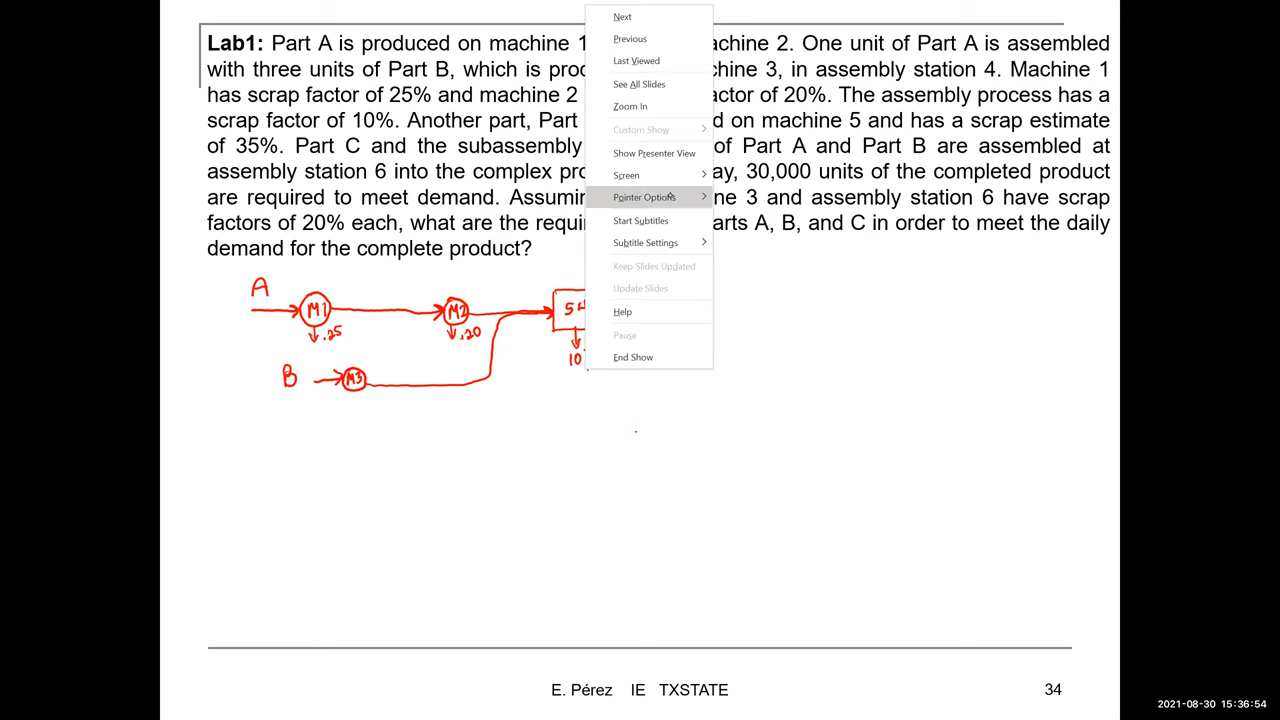 Lab1: Part A is produced on machine 1 achine 2. One unit of Part A is assembled
with three units of Part B, which is proc chine 3, in assembly station 4. Machine 1
has scrap factor of 25% and machine 2 actor of 20%. The assembly process has a
scrap factor of 10%. Another part, Part d on machine 5 and has a scrap estimate
of 35%. Part C and the subassembly of Part A and Part B are assembled at
assembly station 6 into the complex pro ay, 30,000 units of the completed product
are required to meet demand. Assumin ne 3 and assembly station 6 have scrap
factors of 20% each, what are the requi arts A, B, and C in order to meet the daily
demand for the complete product?
Next
Previous
Last Viewed
See All Slides
Zoom In
Custom Show
Show Presenter View
Screen
Pointer Options
Start Subtitles
Subtitle Settings
Keep Slides Updated
Update Slides
Help
Pause
End Show
A
M1
M2
.25
.20
10
B
M3
E. Pérez IE TXSTATE
34
2021-08-30 15:36:54